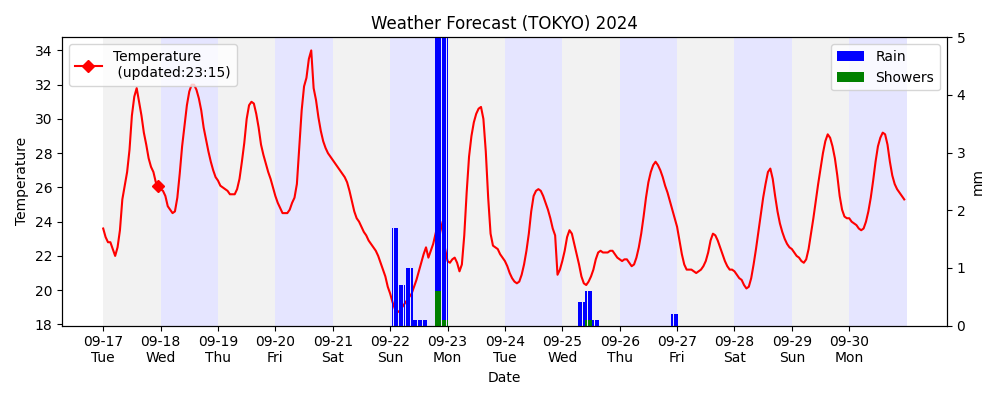 Weather Forecast (TOKYO) 2024
Temperature
(updated:23:15)
Rain
Showers
Temperature
34
32
30
28
26
24
22
20
18
5
4
3
2
1
0
mm
09-17 09-18 09-19 09-20 09-21 09-22 09-23 09-24 09-25 09-26 09-27 09-28 09-29 09-30
Tue Wed Thu Fri Sat Sun Mon Tue Wed Thu Fri Sat Sun Mon
Date